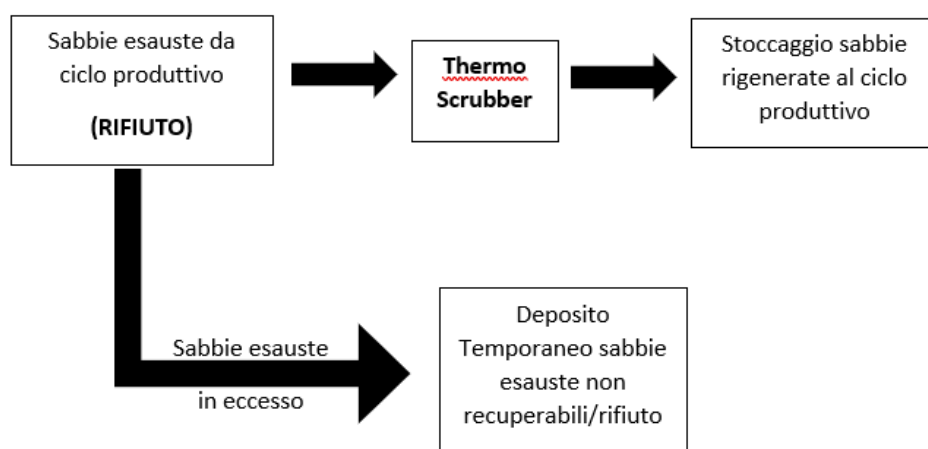 Sabbie esauste da
ciclo produttivo
(RIFIUTO)
Thermo
Scrubber
Stoccaggio sabbie
rigenerate al ciclo
produttivo
Sabbie esauste
in eccesso
Deposito
Temporaneo sabbie
esauste non
recuperabili/rifiuto